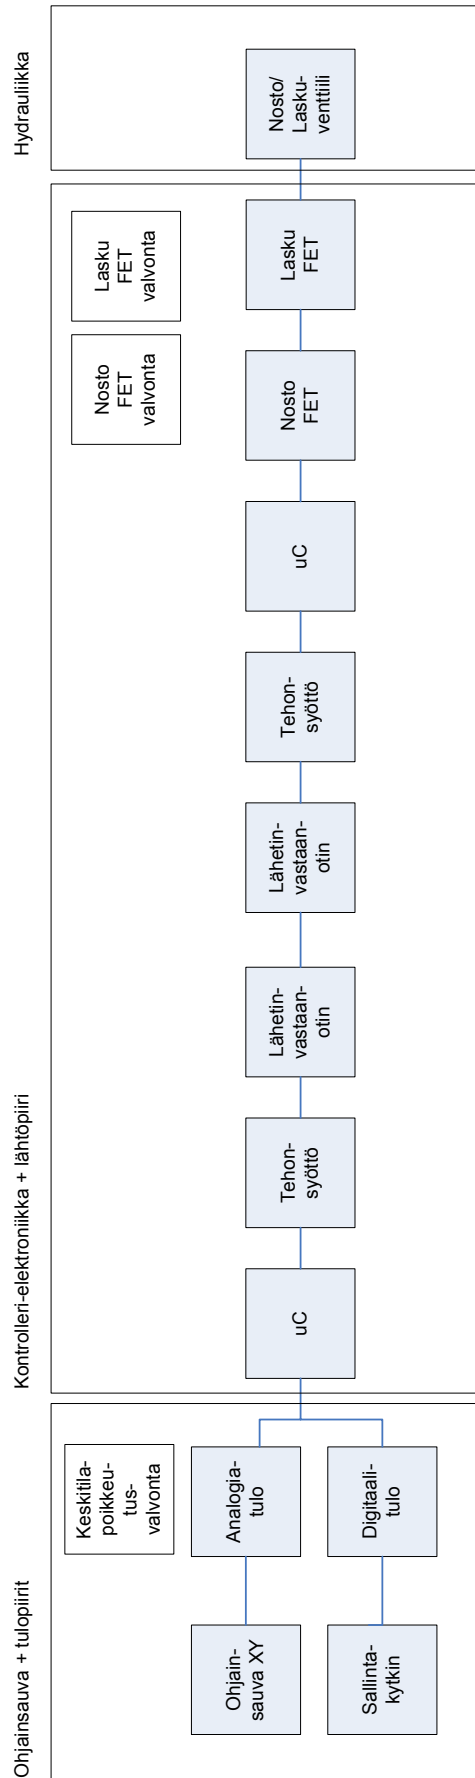 Ohjainsauva + tulopiirit
Keskitila-
poikkeu-
tus-
valvonta
Ohjain-
sauva XY
Analogia-
tulo
Sallinta-
kytkin
Digitaali-
tulo
Kontrolleri-elektroniikka + lähtöpiiri
uC
Tehon-
syöttö
Lähetin-
vastaan-
otin
Lähetin-
vastaan-
otin
Tehon-
syöttö
uC
Nosto
FET
Lasku
FET
Nosto
FET
valvonta
Lasku
FET
valvonta
Hydrauliikka
Nosto/
Lasku-
venttiili